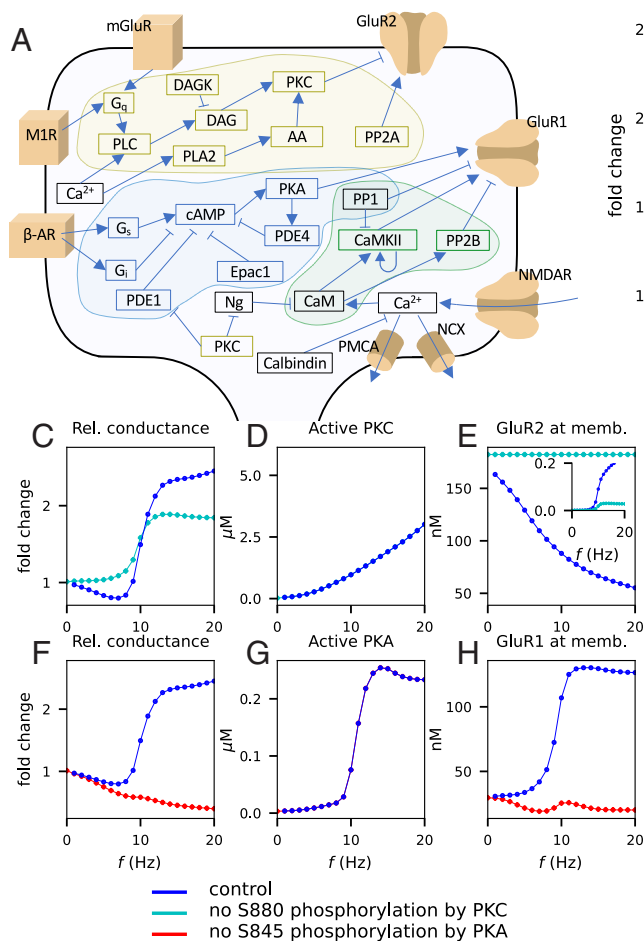 A
mGluR
GluR2
2
DAGK
PKC
Gq
M1R
DAG
GluR1
2
PLC
AA
PP2A
PLA2
Ca²⁺
fold change
PKA
PP1
cAMP
1
β-AR
Gs
PDE4
CaMKII
PP2B
Gi
Epac1
NMDAR
PDE1
Ng
CaM
Ca²⁺
1
NCX
PKC
Calbindin
PMCA
C Rel. conductance
D Active PKC
E GluR2 at memb.
fold change
2
1
0 10 20
μM
5.0
2.5
0.0
0 10 20
nM
150
100
50
0.2
0.0
0 20
f (Hz)
0 10 20
F Rel. conductance
G Active PKA
H GluR1 at memb.
fold change
2
1
0 10 20
f (Hz)
μM
0.2
0.1
0.0
0 10 20
f (Hz)
nM
100
50
0 10 20
f (Hz)
control
no S880 phosphorylation by PKC
no S845 phosphorylation by PKA